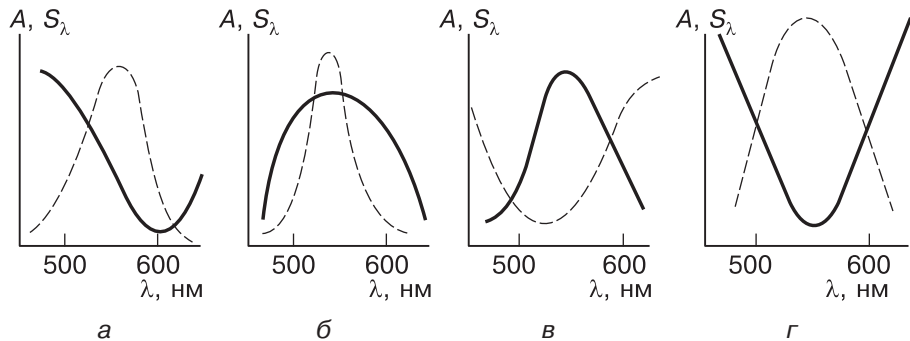 A, Sλ A, Sλ A, Sλ A, Sλ
500 600 500 600 500 600 500 600
λ, нм λ, нм λ, нм λ, нм
а б в г